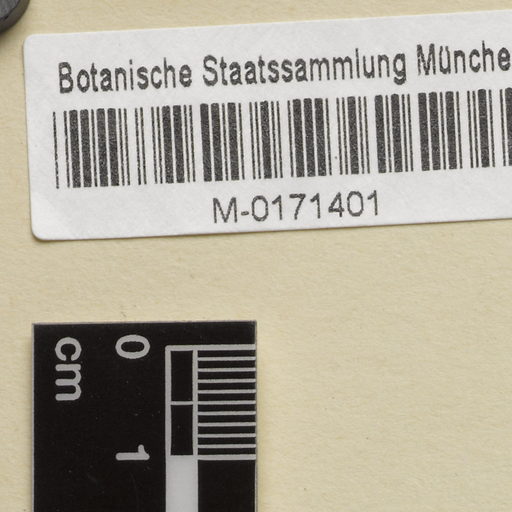 Botanische Staatssammlung Münche
M-0171401
0
cm
1